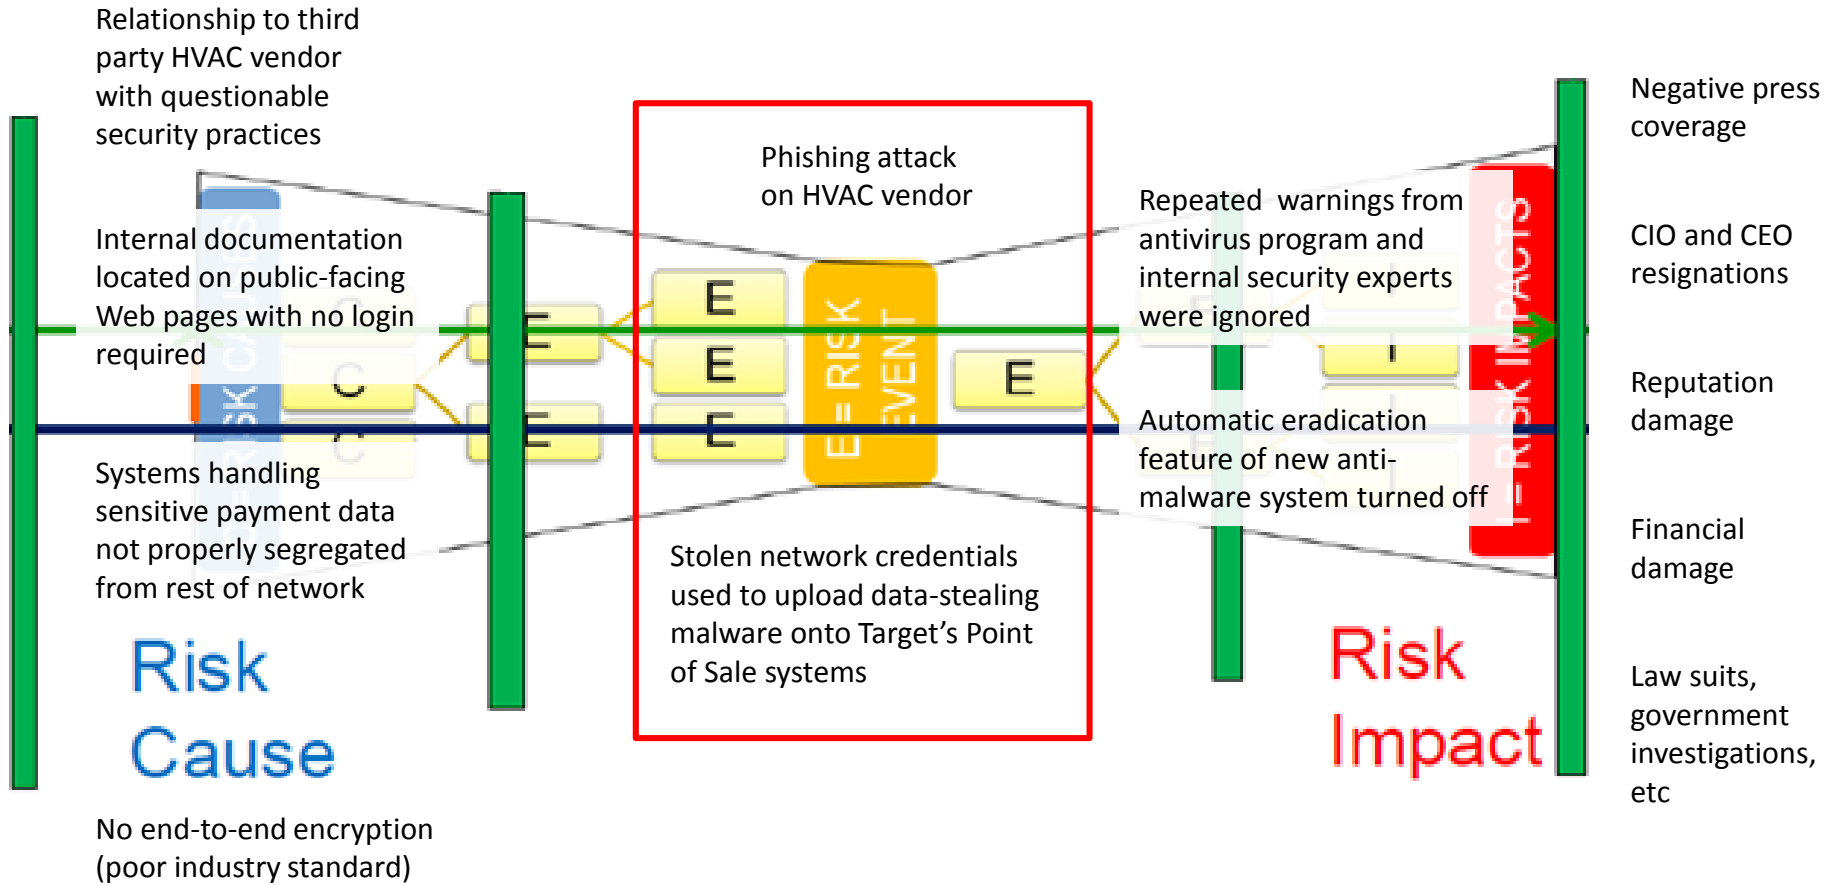 Relationship to third
party HVAC vendor
with questionable
security practices
Internal documentation
located on public-facing
Web pages with no login
required
Systems handling
sensitive payment data
not properly segregated
from rest of network
Risk
Cause
No end-to-end encryption
(poor industry standard)
C
C
C
E
E
Phishing attack
on HVAC vendor
E
E
E
E= RISK
EVENT
E
Stolen network credentials
used to upload data-stealing
malware onto Target’s Point
of Sale systems
Repeated  warnings from
antivirus program and
internal security experts
were ignored
Automatic eradication
feature of new anti-
malware system turned off
I = RISK IMPACTS
Risk
Impact
Negative press
coverage
CIO and CEO
resignations
Reputation
damage
Financial
damage
Law suits,
government
investigations,
etc